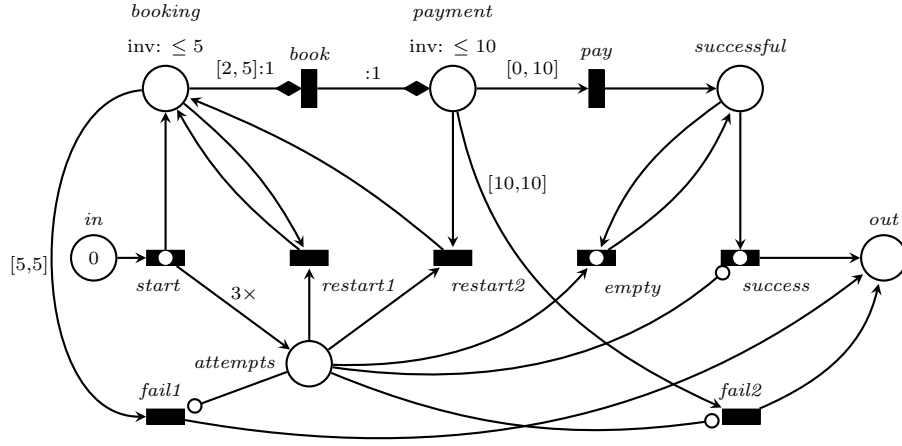 booking
payment
inv: ≤ 5
book
inv: ≤ 10
pay
successful
[2, 5]:1
:1
[0, 10]
[10,10]
in
out
0
[5,5]
start
restart1
restart2
empty
success
3×
attempts
fail1
fail2